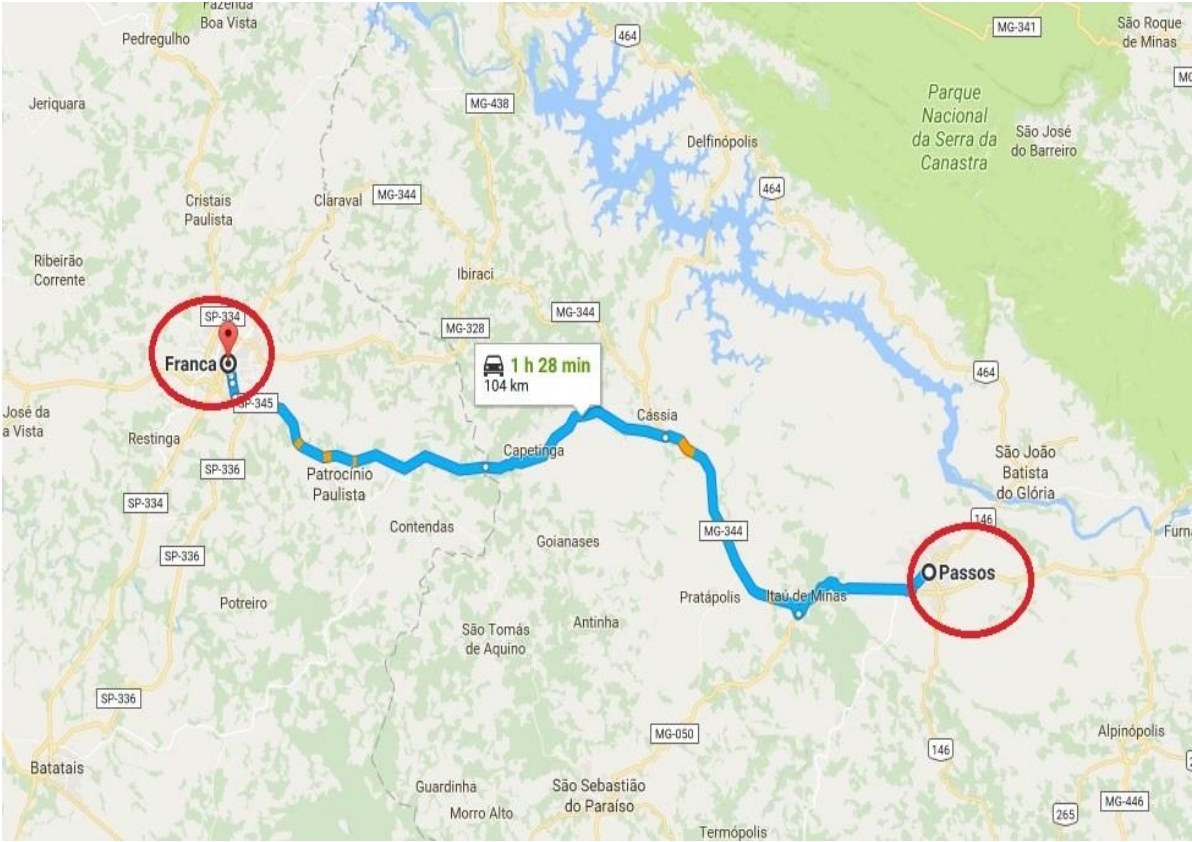 Fazenda
Boa Vista
Pedregulho
464
MG-341
São Roque
de Minas
Jeriquara
MG-438
Parque
Nacional
da Serra da
Canastra
São José
do Barreiro
Delfinópolis
464
Cristais
Paulista
Claraval
MG-344
Ribeirão
Corrente
Ibiraci
SP-334
MG-344
MG-328
Franca
1 h 28 min
104 km
464
José da
a Vista
SP-345
Cássia
Restinga
Capetinga
São João
Batista
do Glória
SP-336
Patrocínio
Paulista
SP-334
Contendas
146
MG-344
Goianases
SP-336
Passos
Potreiro
Pratápolis
Itaú de Minas
São Tomás
de Aquino
Antinha
SP-336
MG-050
Alpinópolis
146
Batatais
Guardinha
São Sebastião
do Paraíso
Morro Alto
MG-446
265
Termópolis